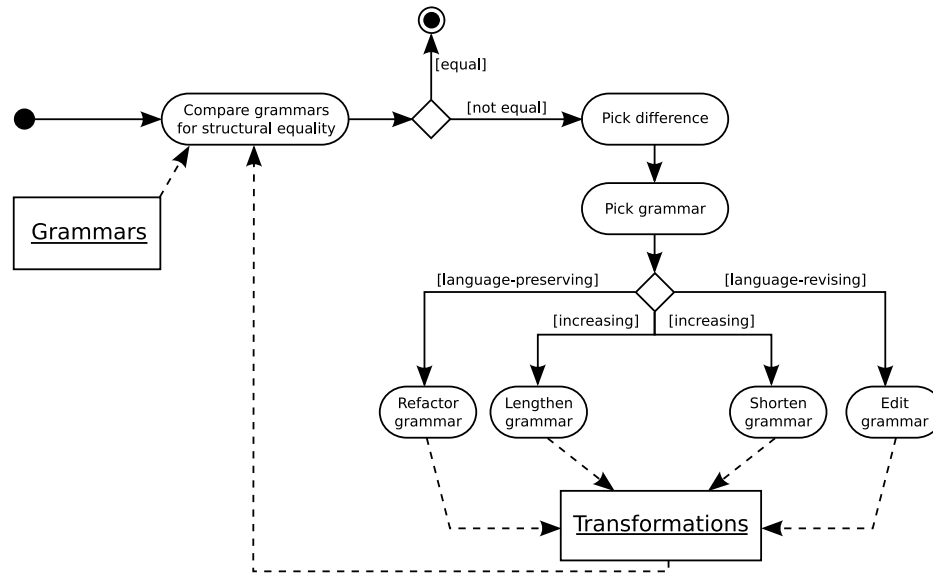 [equal]
Compare grammars
for structural equality
[not equal]
Pick difference
Grammars
Pick grammar
[language-preserving]
[language-revising]
[increasing]
[increasing]
Refactor
grammar
Lengthen
grammar
Shorten
grammar
Edit
grammar
Transformations